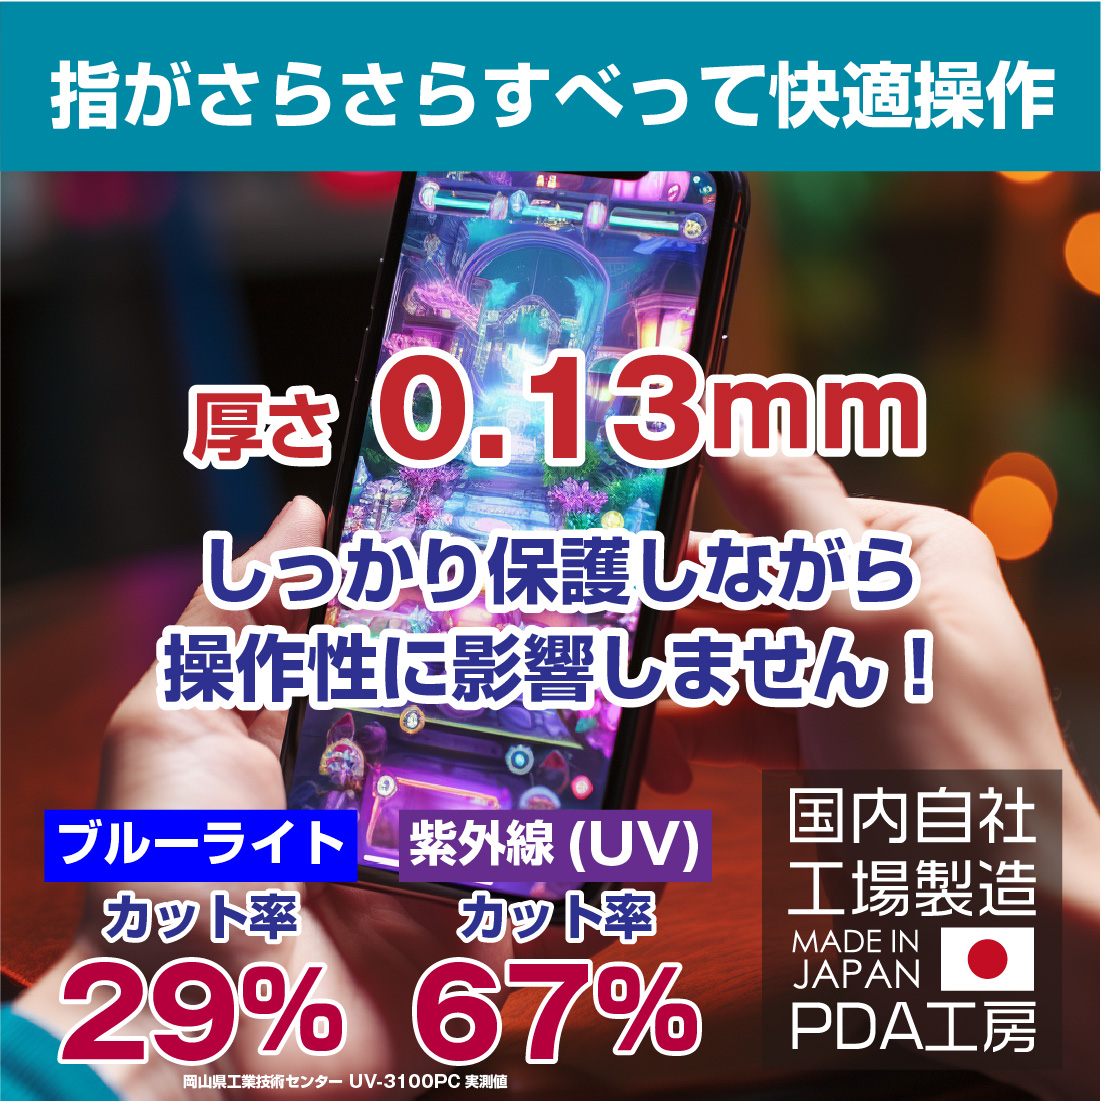 指がさらさらすべって快適操作
厚さ 0.13mm
しっかり保護しながら
操作性に影響しません！
ブルーライト
カット率
29%
紫外線(UV)
カット率
67%
岡山県工業技術センター UV-3100PC 実測値
国内自社
工場製造
MADE IN
JAPAN
PDA工房